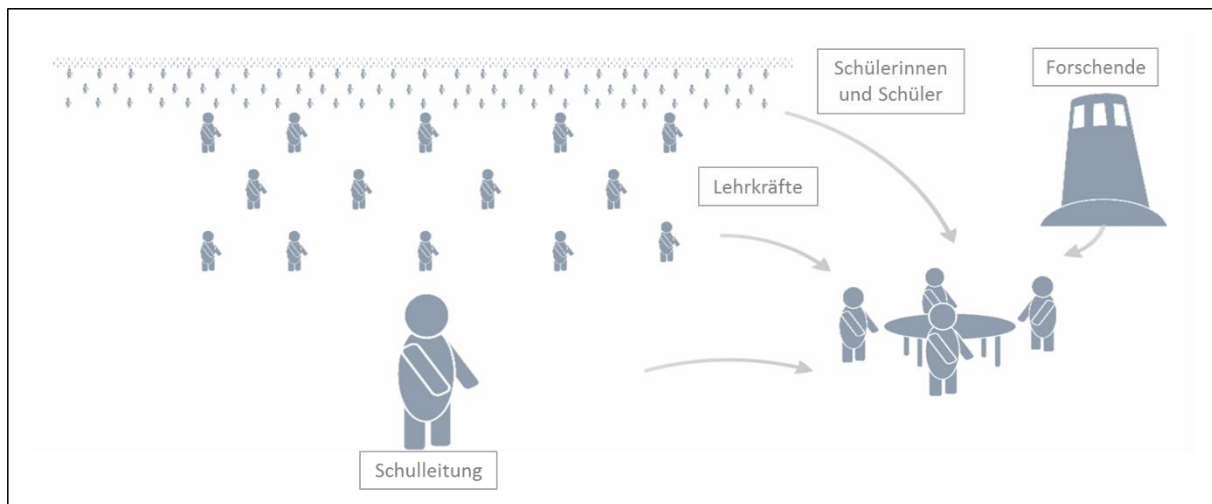 Schülerinnen
und Schüler
Forschende
Lehrkräfte
Schulleitung